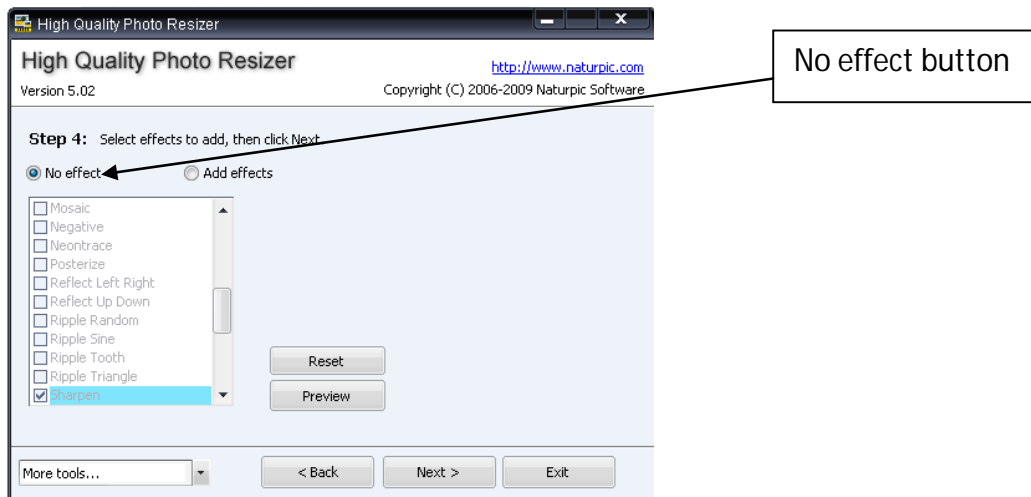 High Quality Photo Resizer
High Quality Photo Resizer
http://www.naturpic.com
Version 5.02
Copyright (C) 2006-2009 Naturpic Software
No effect button
Step 4: Select effects to add, then click Next
No effect
Add effects
Mosaic
Negative
Neontrace
Posterize
Reflect Left Right
Reflect Up Down
Ripple Random
Ripple Sine
Ripple Tooth
Ripple Triangle
Sharpen
Reset
Preview
More tools...
< Back
Next >
Exit